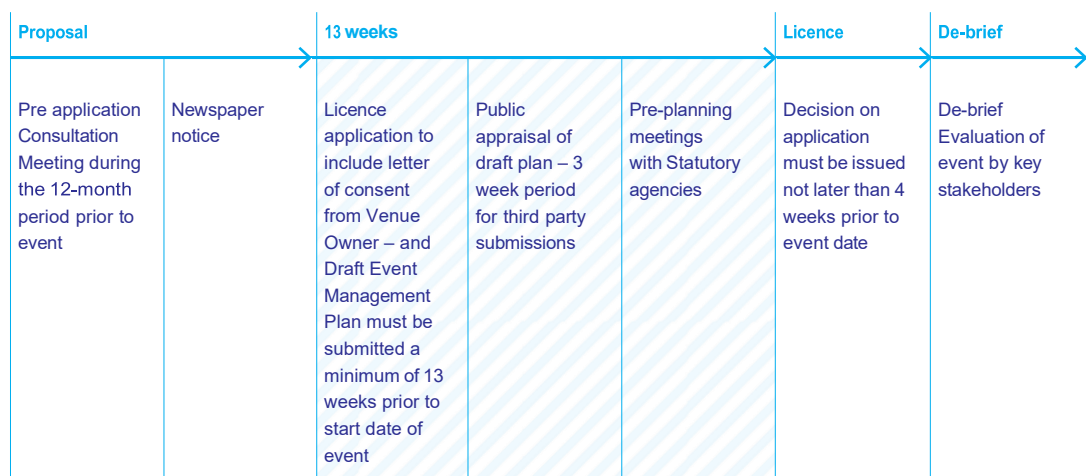 Proposal
13 weeks
Licence
De-brief
Pre application
Consultation
Meeting during
the 12-month
period prior to
event
Newspaper
notice
Licence
application to
include letter
of consent
from Venue
Owner – and
Draft Event
Management
Plan must be
submitted a
minimum of 13
weeks prior to
start date of
event
Public
appraisal of
draft plan – 3
week period
for third party
submissions
Pre-planning
meetings
with Statutory
agencies
Decision on
application
must be issued
not later than 4
weeks prior to
event date
De-brief
Evaluation of
event by key
stakeholders